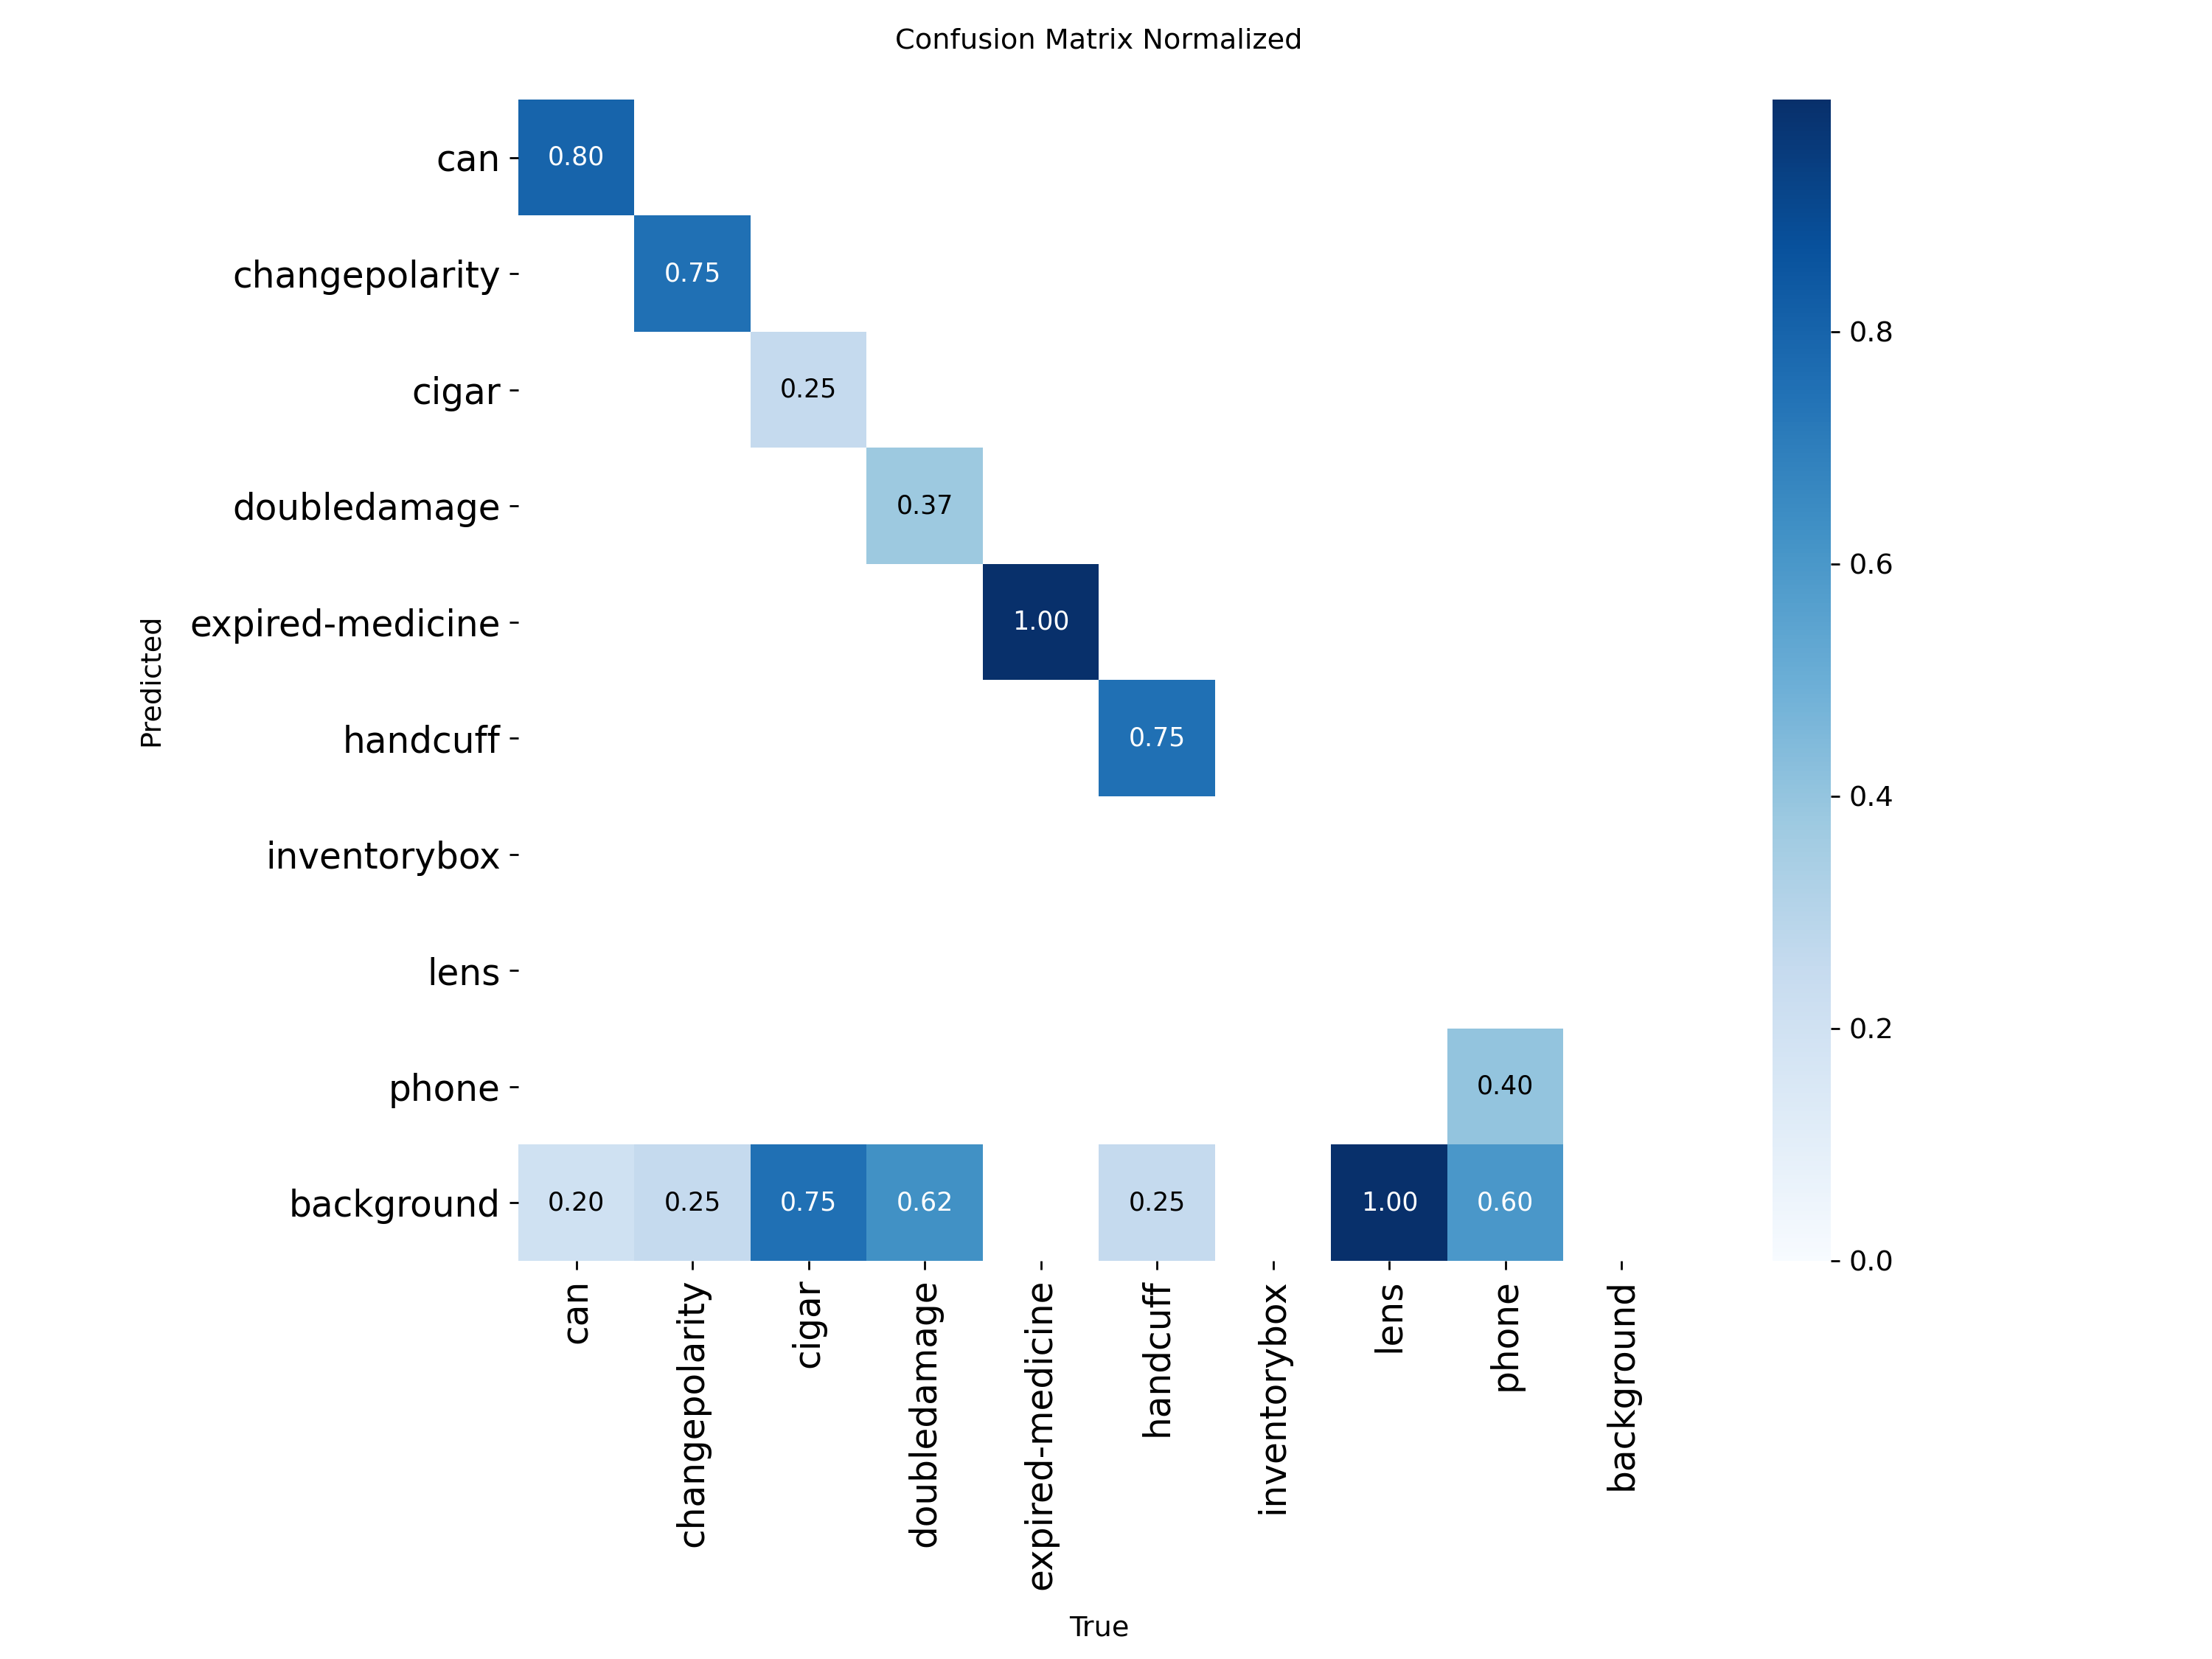 Confusion Matrix Normalized
can
0.80
changepolarity
0.75
cigar
0.25
doubledamage
0.37
expired-medicine
1.00
handcuff
0.75
inventorybox
lens
phone
0.40
background
0.20 0.25 0.75 0.62 0.25 1.00 0.60
Predicted
can
changepolarity
cigar
doubledamage
expired-medicine
handcuff
inventorybox
lens
phone
background
True
0.8
0.6
0.4
0.2
0.0